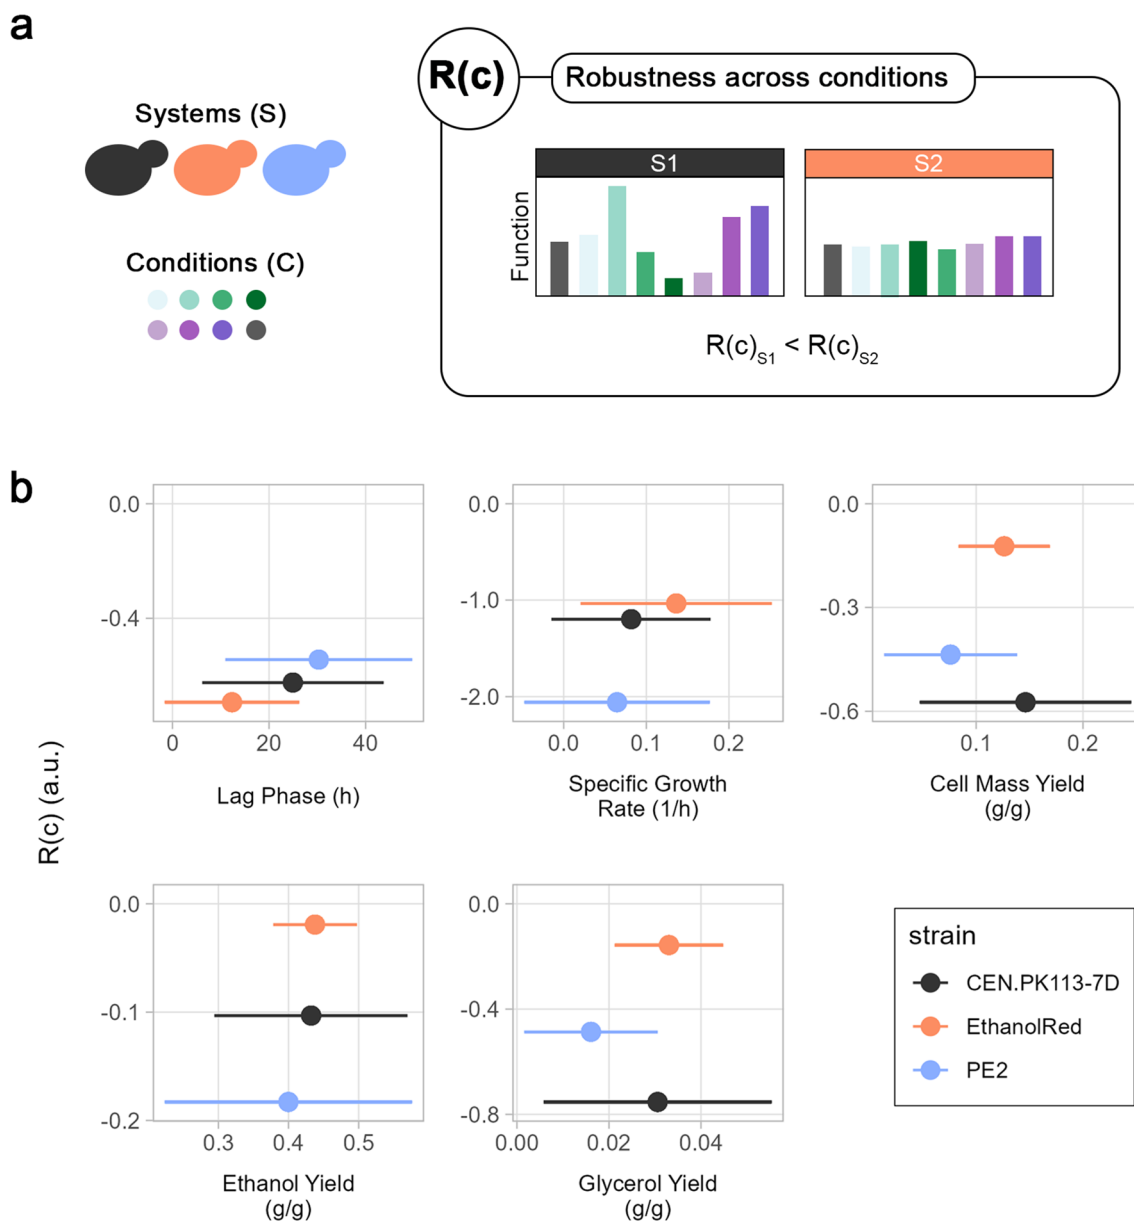 a
Systems (S)
Conditions (C)
R(c)
Robustness across conditions
S1
S2
Function
R(c)S1 < R(c)S2
b
R(c) (a.u.)
0.0
-0.4
0
20
40
Lag Phase (h)
0.0
-1.0
-2.0
0.0
0.1
0.2
Specific Growth
Rate (1/h)
0.0
-0.3
-0.6
0.1
0.2
Cell Mass Yield
(g/g)
0.0
-0.1
-0.2
0.3
0.4
0.5
Ethanol Yield
(g/g)
0.0
-0.4
-0.8
0.00
0.02
0.04
Glycerol Yield
(g/g)
strain
CEN.PK113-7D
EthanolRed
PE2